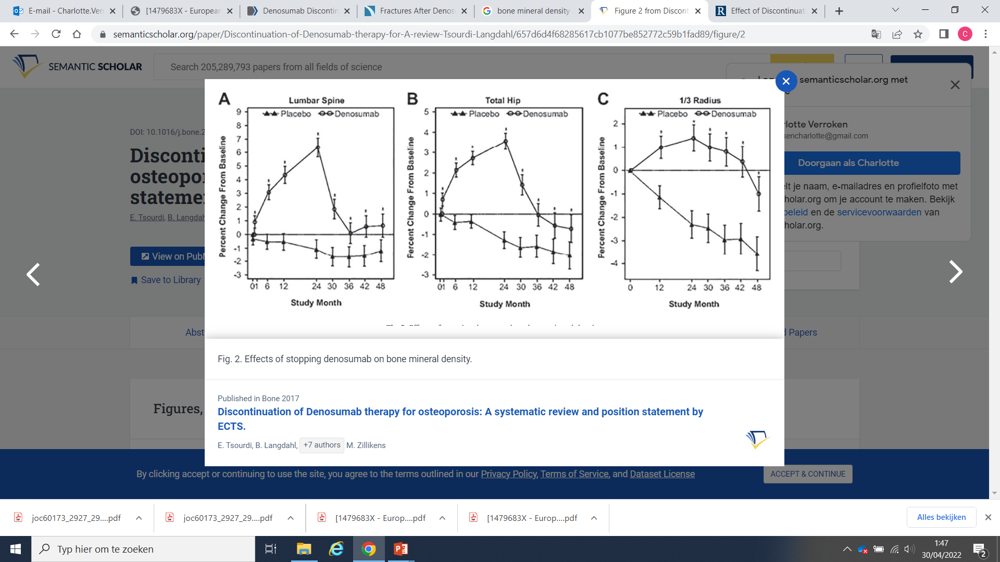 E-mail - Charlotte.Ver
[1479683X - European
Denosumab Discontin
Fractures After Denos
bone mineral density
Figure 2 from Discont
Effect of Discontinuat
semanticscholar.org/paper/Discontinuation-of-Denosumab-therapy-for-A-review-Tsourdi-Langdahl/657d6d4f68285617cb1077be852772c59b1fad89/figure/2
C
SEMANTIC SCHOLAR
Search 205,289,793 papers from all fields of science
semanticscholar.org met
DOI: 10.1016/j.bone.2
Disconti
osteopo
stateme
E. Tsourdi, B. Langdah
View on PubM
Save to Library
rlotte Verroken
kencharlotte@gmail.com
Doorgaan als Charlotte
elt je naam, e-mailadres en profielfoto met
holar.org om je account te maken. Bekijk
beleid en de servicevoorwaarden van
holar.org.
A
Lumbar Spine
Placebo Denosumab
Percent Change From Baseline
9
8
7
6
5
4
3
2
1
0
-1
-2
-3
01 6 12 24 30 36 42 48
Study Month
B
Total Hip
Placebo Denosumab
Percent Change From Baseline
5
4
3
2
1
0
-1
-2
-3
01 6 12 24 30 36 42 48
Study Month
C
1/3 Radius
Placebo Denosumab
Percent Change From Baseline
2
1
0
-1
-2
-3
-4
0 12 24 30 36 42 48
Study Month
Abst
d Papers
Fig. 2. Effects of stopping denosumab on bone mineral density.
Figures,
Published in Bone 2017
Discontinuation of Denosumab therapy for osteoporosis: A systematic review and position statement by
ECTS.
E. Tsourdi, B. Langdahl, +7 authors M. Zillikens
By clicking accept or continuing to use the site, you agree to the terms outlined in our Privacy Policy, Terms of Service, and Dataset License
ACCEPT & CONTINUE
joc60173_2927_29....pdf
joc60173_2927_29....pdf
[1479683X - Europ....pdf
[1479683X - Europ....pdf
Alles bekijken
Typ hier om te zoeken
1:47
30/04/2022
2